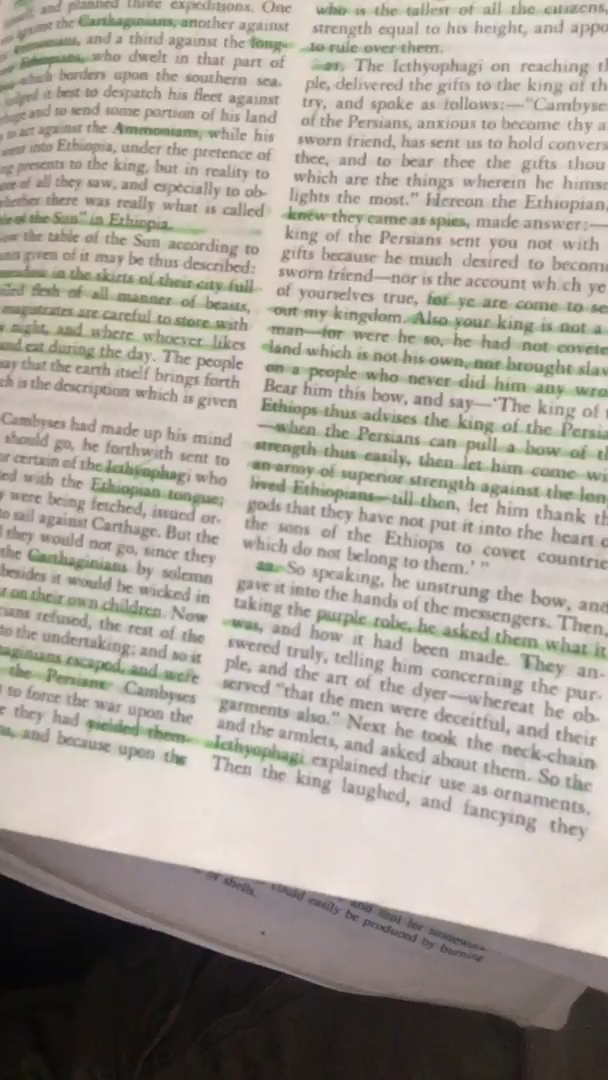 and planned three expeditions. One
against the Carthaginians, another against
Ammonians, and a third against the long-
Ethiopians, who dwelt in that part of
which borders upon the southern sea.
it best to despatch his fleet against
and to send some portion of his land
to act against the Ammonians, while his
went into Ethiopia, under the pretence of
presents to the king, but in reality to
of all they saw, and especially to ob-
whether there was really what is called
of the Sun" in Ethiopia.
the table of the Sun according to
given of it may be thus described:
in the skirts of their city full
flesh of all manner of beasts,
magistrates are careful to store with
night, and where whoever likes
and eat during the day. The people
say that the earth itself brings forth
is the description which is given
Cambyses had made up his mind
should go, he forthwith sent to
certain of the Icthyophagi who
with the Ethiopian tongue;
were being fetched, issued or-
to sail against Carthage. But the
they would not go, since they
the Carthaginians by solemn
besides it would be wicked in
on their own children. Now
refused, the rest of the
to the undertaking; and so it
escaped, and were
the Persians. Cambyses
to force the war upon the
they had yielded them-
and because upon the
who is the tallest of all the citizens,
strength equal to his height, and appo
to rule over them.
21. The Icthyophagi on reaching th
ple, delivered the gifts to the king of th
try, and spoke as follows:—"Cambyse
of the Persians, anxious to become thy a
sworn friend, has sent us to hold convers
thee, and to bear thee the gifts thou
which are the things wherein he himse
lights the most." Hereon the Ethiopian,
knew they came as spies, made answer:—
king of the Persians sent you not with
gifts because he much desired to becom
sworn friend—nor is the account wh ch ye
of yourselves true, for ye are come to se
out my kingdom. Also your king is not a
man—for were he so, he had not covete
land which is not his own, nor brought slav
on a people who never did him any wro
Bear him this bow, and say—'The king of
Ethiops thus advises the king of the Persia
—when the Persians can pull a bow of th
strength thus easily, then let him come wi
an army of superior strength against the lon
lived Ethiopians—till then, let him thank th
gods that they have not put it into the heart o
the sons of the Ethiops to covet countrie
which do not belong to them.' "
22. So speaking, he unstrung the bow, and
gave it into the hands of the messengers. Then,
taking the purple robe, he asked them what it
was, and how it had been made. They an-
swered truly, telling him concerning the pur-
ple, and the art of the dyer—whereat he ob-
served "that the men were deceitful, and their
garments also." Next he took the neck-chain
and the armlets, and asked about them. So the
Icthyophagi explained their use as ornaments.
Then the king laughed, and fancying they
or shells.
could easily be produced by burning